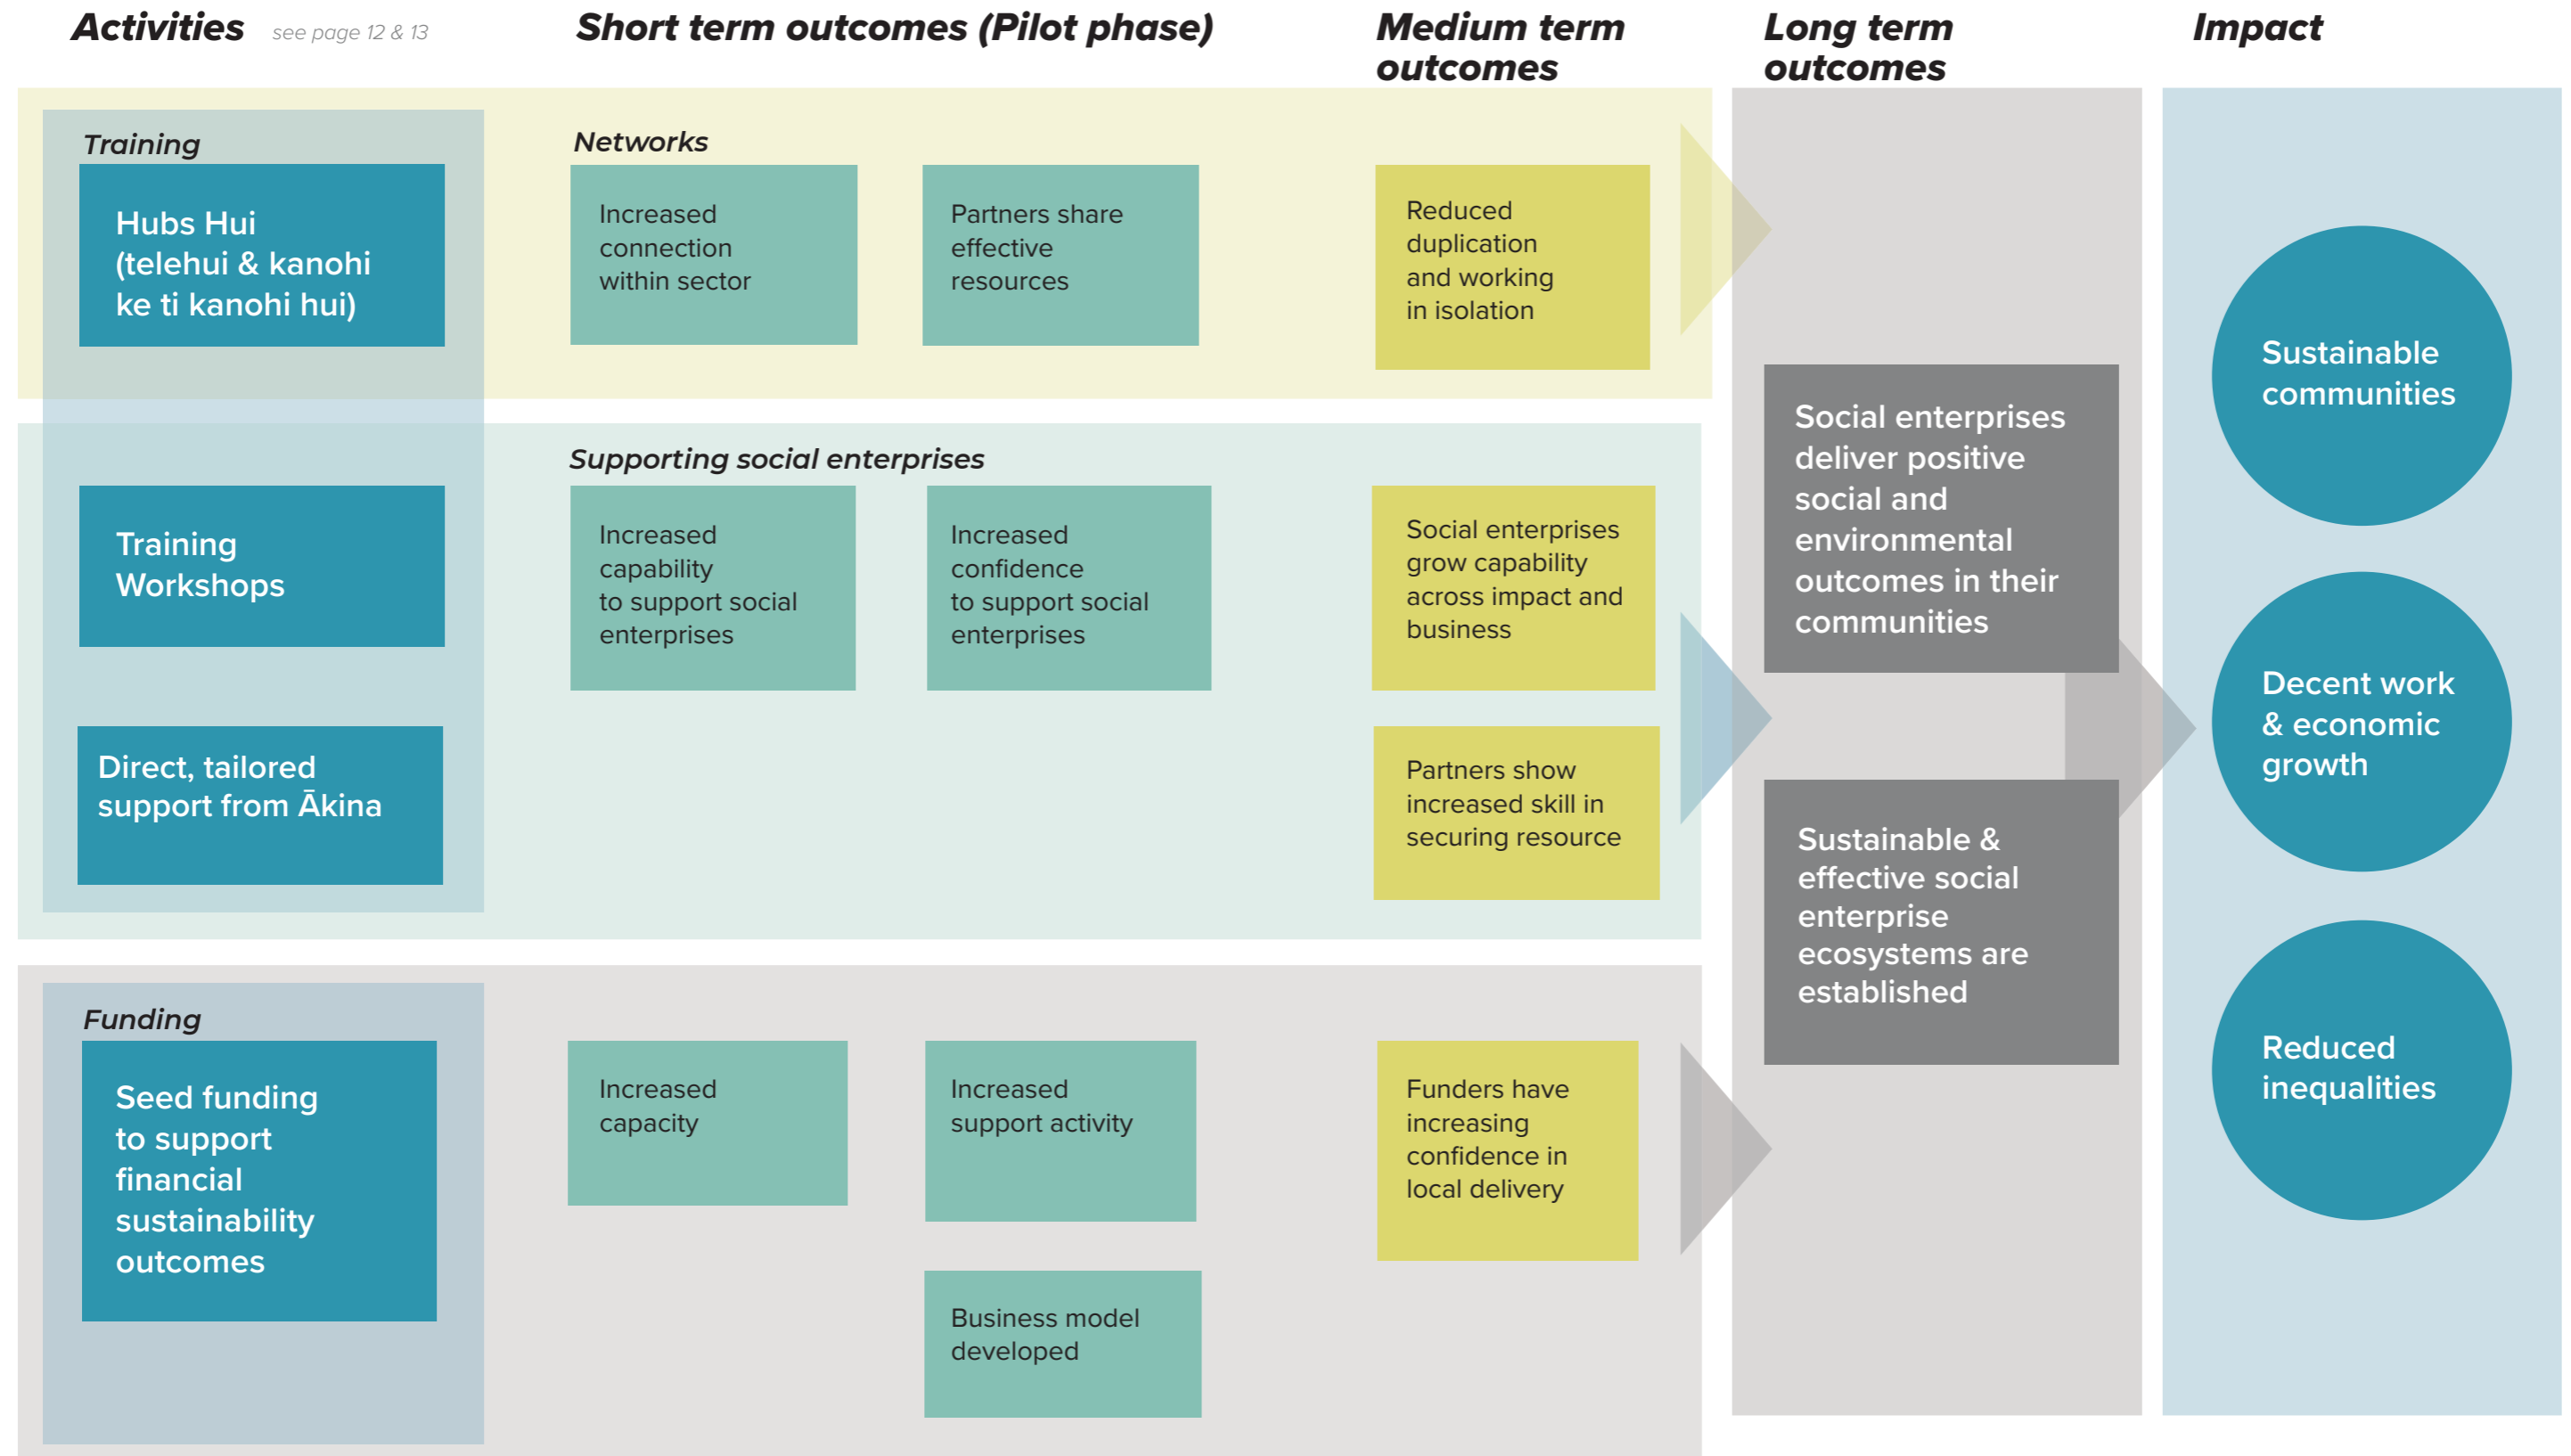 Activities see page 12 & 13
Short term outcomes (Pilot phase)
Medium term
outcomes
Long term
outcomes
Impact
Training
Hubs Hui
(telehui & kanohi
ke ti kanohi hui)
Networks
Increased
connection
within sector
Partners share
effective
resources
Reduced
duplication
and working
in isolation
Training
Workshops
Direct, tailored
support from Ākina
Supporting social enterprises
Increased
capability
to support social
enterprises
Increased
confidence
to support social
enterprises
Social enterprises
grow capability
across impact and
business
Partners show
increased skill in
securing resource
Funding
Seed funding
to support
financial
sustainability
outcomes
Increased
capacity
Increased
support activity
Business model
developed
Funders have
increasing
confidence in
local delivery
Social enterprises
deliver positive
social and
environmental
outcomes in their
communities
Sustainable &
effective social
enterprise
ecosystems are
established
Sustainable
communities
Decent work
& economic
growth
Reduced
inequalities